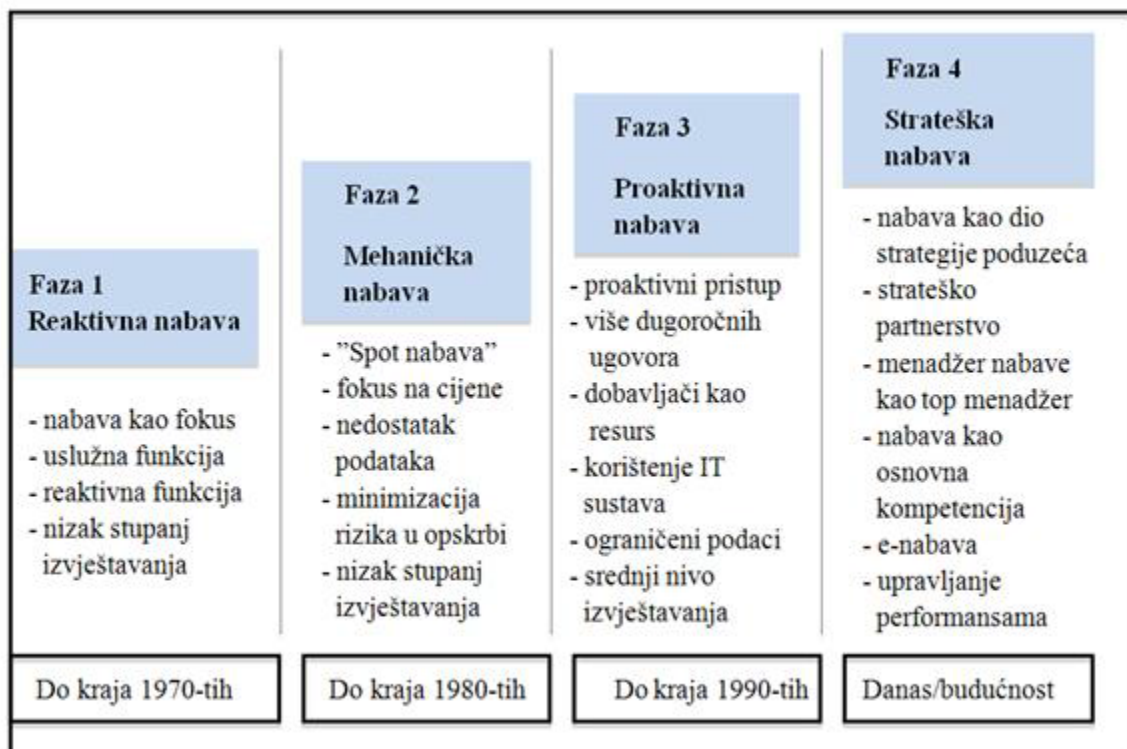 Faza 1
Reaktivna nabava
- nabava kao fokus
- uslužna funkcija
- reaktivna funkcija
- nizak stupanj
izvještavanja
Do kraja 1970-tih
Faza 2
Mehanička
nabava
- ”Spot nabava”
- fokus na cijene
- nedostatak
podataka
- minimizacija
rizika u opskrbi
- nizak stupanj
izvještavanja
Do kraja 1980-tih
Faza 3
Proaktivna
nabava
- proaktivni pristup
- više dugoročnih
ugovora
- dobavljači kao
resurs
- korištenje IT
sustava
- ograničeni podaci
- srednji nivo
izvještavanja
Do kraja 1990-tih
Faza 4
Strateška
nabava
- nabava kao dio
strategije poduzeća
- strateško
partnerstvo
- menadžer nabave
kao top menadžer
- nabava kao
osnovna
kompetencija
- e-nabava
- upravljanje
performansama
Danas/budućnost